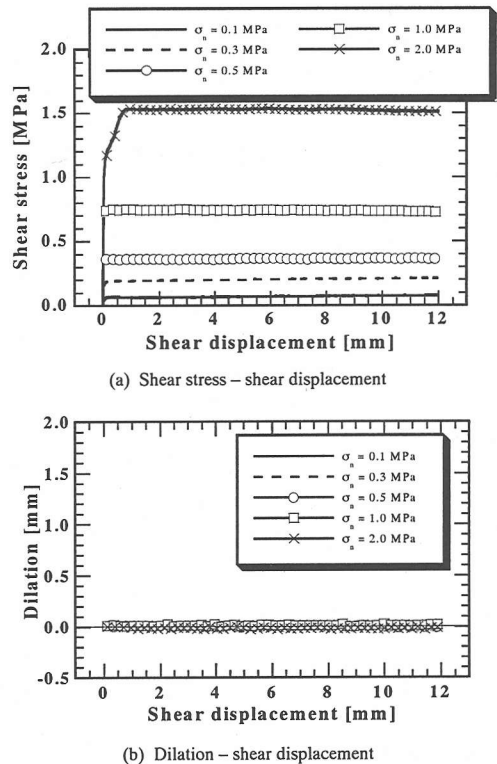 σn = 0.1 MPa
σn = 0.3 MPa
σn = 0.5 MPa
σn = 1.0 MPa
σn = 2.0 MPa
2.0
1.5
1.0
0.5
0.0
Shear stress [MPa]
0 2 4 6 8 10 12
Shear displacement [mm]
(a) Shear stress – shear displacement
2.0
1.5
1.0
0.5
0.0
-0.5
Dilation [mm]
σn = 0.1 MPa
σn = 0.3 MPa
σn = 0.5 MPa
σn = 1.0 MPa
σn = 2.0 MPa
0 2 4 6 8 10 12
Shear displacement [mm]
(b) Dilation – shear displacement